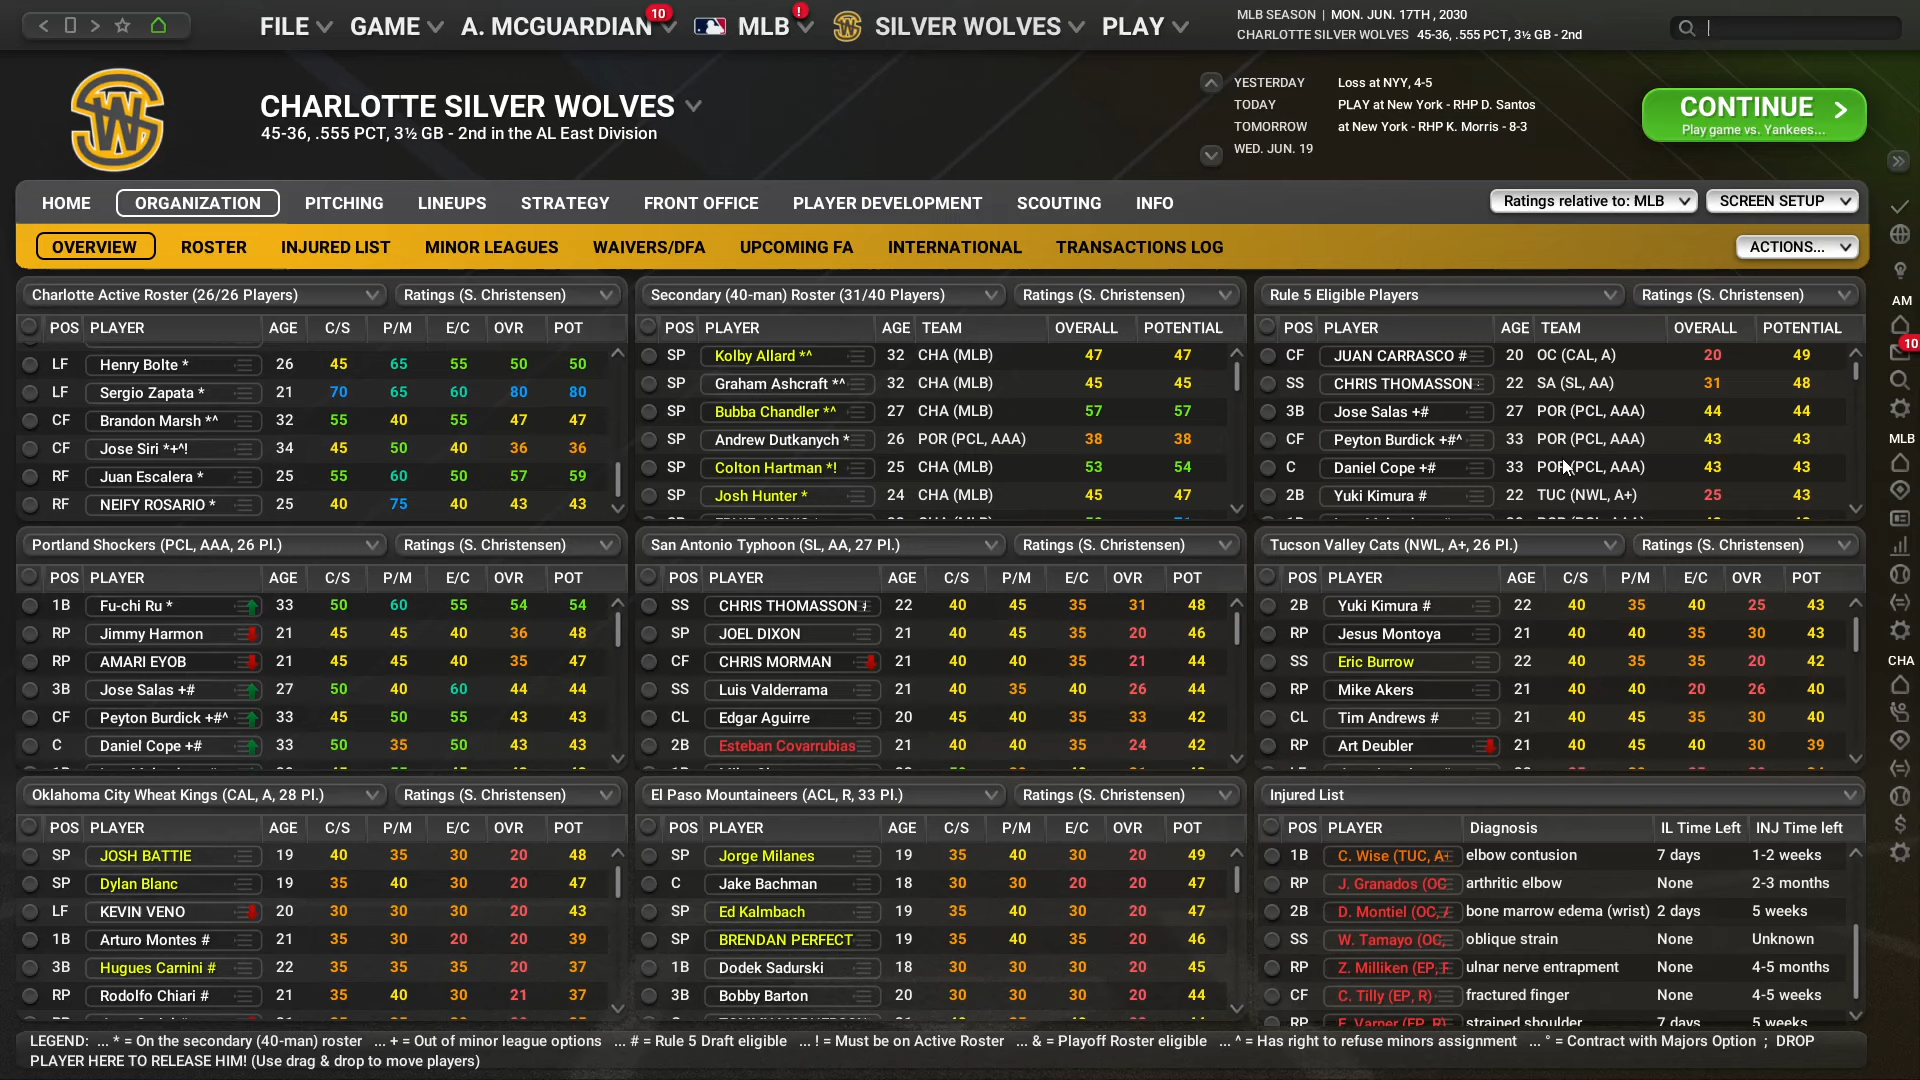 FILE GAME A. MCGUARDIAN 10 MLB ! SILVER WOLVES PLAY
MLB SEASON | MON. JUN. 17TH , 2030
CHARLOTTE SILVER WOLVES 45-36, .555 PCT, 3½ GB - 2nd
CHARLOTTE SILVER WOLVES
45-36, .555 PCT, 3½ GB - 2nd in the AL East Division
YESTERDAY Loss at NYY, 4-5
TODAY PLAY at New York - RHP D. Santos
TOMORROW at New York - RHP K. Morris - 8-3
WED. JUN. 19
CONTINUE
Play game vs. Yankees...
HOME ORGANIZATION PITCHING LINEUPS STRATEGY FRONT OFFICE PLAYER DEVELOPMENT SCOUTING INFO
Ratings relative to: MLB SCREEN SETUP
OVERVIEW ROSTER INJURED LIST MINOR LEAGUES WAIVERS/DFA UPCOMING FA INTERNATIONAL TRANSACTIONS LOG
ACTIONS...
Charlotte Active Roster (26/26 Players) Ratings (S. Christensen)
POS PLAYER AGE C/S P/M E/C OVR POT
LF Henry Bolte * 26 45 65 55 50 50
LF Sergio Zapata * 21 70 65 60 80 80
CF Brandon Marsh *^ 32 55 40 55 47 47
CF Jose Siri *+^! 34 45 50 40 36 36
RF Juan Escalera * 25 55 60 50 57 59
RF NEIFY ROSARIO * 25 40 75 40 43 43
Secondary (40-man) Roster (31/40 Players) Ratings (S. Christensen)
POS PLAYER AGE TEAM OVERALL POTENTIAL
SP Kolby Allard *^ 32 CHA (MLB) 47 47
SP Graham Ashcraft *^ 32 CHA (MLB) 45 45
SP Bubba Chandler *^ 27 CHA (MLB) 57 57
SP Andrew Dutkanych * 26 POR (PCL, AAA) 38 38
SP Colton Hartman *! 25 CHA (MLB) 53 54
SP Josh Hunter * 24 CHA (MLB) 45 47
Rule 5 Eligible Players Ratings (S. Christensen)
POS PLAYER AGE TEAM OVERALL POTENTIAL
CF JUAN CARRASCO # 20 OC (CAL, A) 20 49
SS CHRIS THOMASSON 22 SA (SL, AA) 31 48
3B Jose Salas +# 27 POR (PCL, AAA) 44 44
CF Peyton Burdick +#^ 33 POR (PCL, AAA) 43 43
C Daniel Cope +# 33 POR (PCL, AAA) 43 43
2B Yuki Kimura # 22 TUC (NWL, A+) 25 43
Portland Shockers (PCL, AAA, 26 Pl.) Ratings (S. Christensen)
POS PLAYER AGE C/S P/M E/C OVR POT
1B Fu-chi Ru * 33 50 60 55 54 54
RP Jimmy Harmon 21 45 45 40 36 48
RP AMARI EYOB 21 45 45 40 35 47
3B Jose Salas +# 27 50 40 60 44 44
CF Peyton Burdick +#^ 33 45 50 55 43 43
C Daniel Cope +# 33 50 35 50 43 43
San Antonio Typhoon (SL, AA, 27 Pl.) Ratings (S. Christensen)
POS PLAYER AGE C/S P/M E/C OVR POT
SS CHRIS THOMASSON # 22 40 45 35 31 48
SP JOEL DIXON 21 40 45 35 20 46
CF CHRIS MORMAN 21 40 40 35 21 44
SS Luis Valderrama 21 40 35 40 26 44
CL Edgar Aguirre 20 45 40 35 33 42
2B Esteban Covarrubias 21 40 40 35 24 42
Tucson Valley Cats (NWL, A+, 26 Pl.) Ratings (S. Christensen)
POS PLAYER AGE C/S P/M E/C OVR POT
2B Yuki Kimura # 22 40 35 40 25 43
RP Jesus Montoya 21 40 40 35 30 43
SS Eric Burrow 22 40 35 35 20 42
RP Mike Akers 21 40 40 20 26 40
CL Tim Andrews # 21 40 45 35 30 40
RP Art Deubler 21 40 45 40 30 39
Oklahoma City Wheat Kings (CAL, A, 28 Pl.) Ratings (S. Christensen)
POS PLAYER AGE C/S P/M E/C OVR POT
SP JOSH BATTIE 19 40 35 30 20 48
SP Dylan Blanc 19 35 40 30 20 47
LF KEVIN VENO 20 30 30 30 20 43
1B Arturo Montes # 21 35 30 20 20 39
3B Hugues Carnini # 22 35 35 35 20 37
RP Rodolfo Chiari # 21 35 40 30 21 37
El Paso Mountaineers (ACL, R, 33 Pl.) Ratings (S. Christensen)
POS PLAYER AGE C/S P/M E/C OVR POT
SP Jorge Milanes 19 35 40 30 20 49
C Jake Bachman 18 30 30 20 20 47
SP Ed Kalmbach 19 35 40 30 20 47
SP BRENDAN PERFECT 19 35 40 35 20 46
1B Dodek Sadurski 18 30 30 30 20 45
3B Bobby Barton 20 30 30 30 20 44
Injured List
POS PLAYER Diagnosis IL Time Left INJ Time left
1B C. Wise (TUC, A+ elbow contusion 7 days 1-2 weeks
RP J. Granados (OC arthritic elbow None 2-3 months
2B D. Montiel (OC, bone marrow edema (wrist) 2 days 5 weeks
SS W. Tamayo (OC, oblique strain None Unknown
RP Z. Milliken (EP, ulnar nerve entrapment None 4-5 months
CF C. Tilly (EP, R) fractured finger None 4-5 weeks
RP F. Varner (EP, R) strained shoulder 7 days 5 weeks
AM
10
MLB
CHA
LEGEND: ... * = On the secondary (40-man) roster ... + = Out of minor league options ... # = Rule 5 Draft eligible ... ! = Must be on Active Roster ... & = Playoff Roster eligible ... ^ = Has right to refuse minors assignment ... ° = Contract with Majors Option ; DROP
PLAYER HERE TO RELEASE HIM! (Use drag & drop to move players)